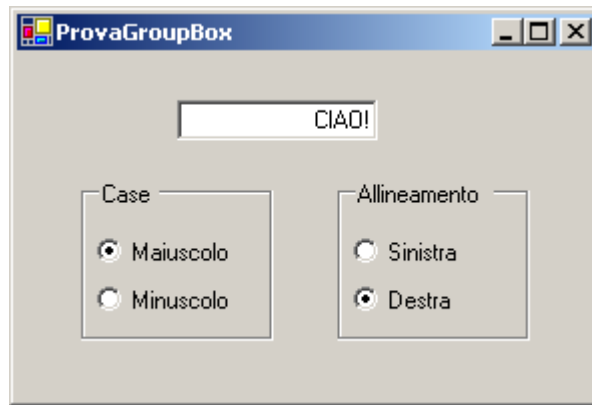 ProvaGroupBox
CIAO!
Case
Maiuscolo
Minuscolo
Allineamento
Sinistra
Destra